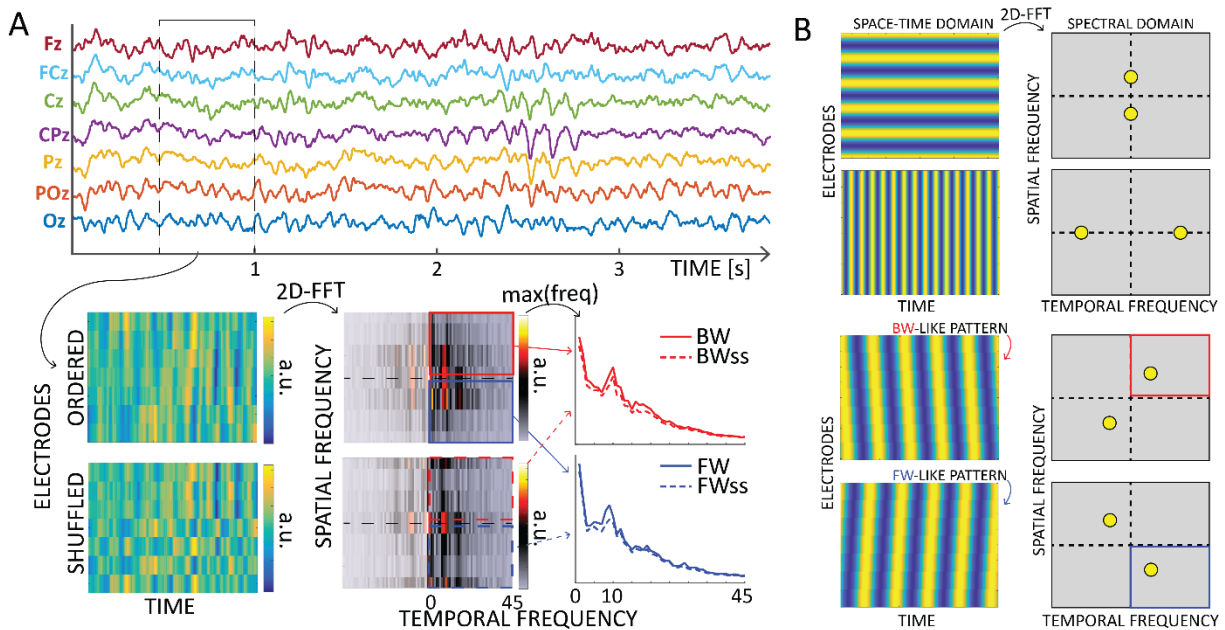 A
Fz
FCz
Cz
CPz
Pz
POz
Oz
1
2
3
TIME [s]
2D-FFT
max(freq)
ELECTRODES
ORDERED
SHUFFLED
a.u.
a.u.
TIME
SPATIAL FREQUENCY
a.u.
a.u.
0
45
TEMPORAL FREQUENCY
BW
BWss
FW
FWss
0
10
45
B
SPACE-TIME DOMAIN
2D-FFT
SPECTRAL DOMAIN
ELECTRODES
SPATIAL FREQUENCY
TIME
TEMPORAL FREQUENCY
BW-LIKE PATTERN
ELECTRODES
FW-LIKE PATTERN
SPATIAL FREQUENCY
TIME
TEMPORAL FREQUENCY